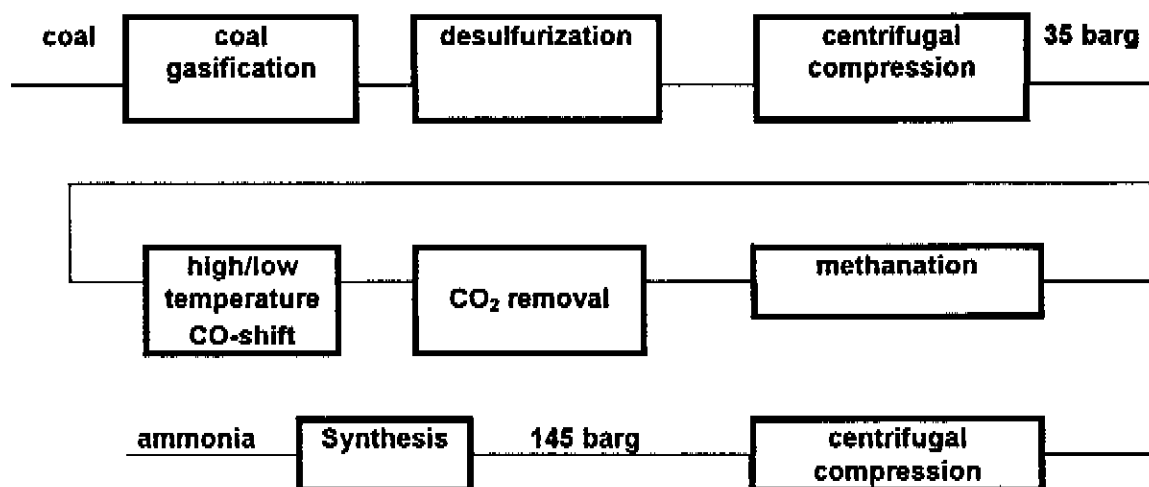 coal
coal
gasification
desulfurization
centrifugal
compression
35 barg
high/low
temperature
CO-shift
CO₂ removal
methanation
ammonia
Synthesis
145 barg
centrifugal
compression